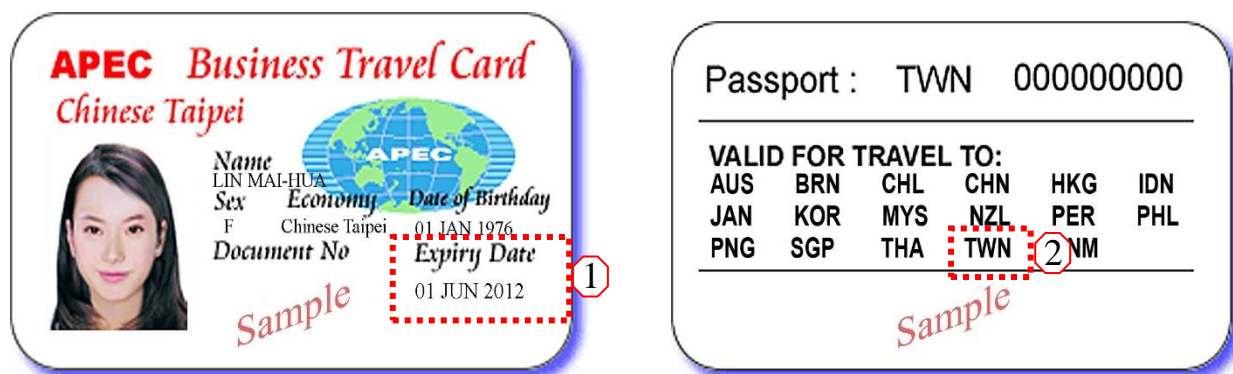 APEC Business Travel Card
Chinese Taipei
APEC
Name
LIN MAI-HUA
Sex Economy Date of Birthday
F Chinese Taipei 01 JAN 1976
Document No Expiry Date
01 JUN 2012
1
Sample
Passport : TWN 000000000
VALID FOR TRAVEL TO:
AUS BRN CHL CHN HKG IDN
JAN KOR MYS NZL PER PHL
PNG SGP THA TWN 2 NM
Sample